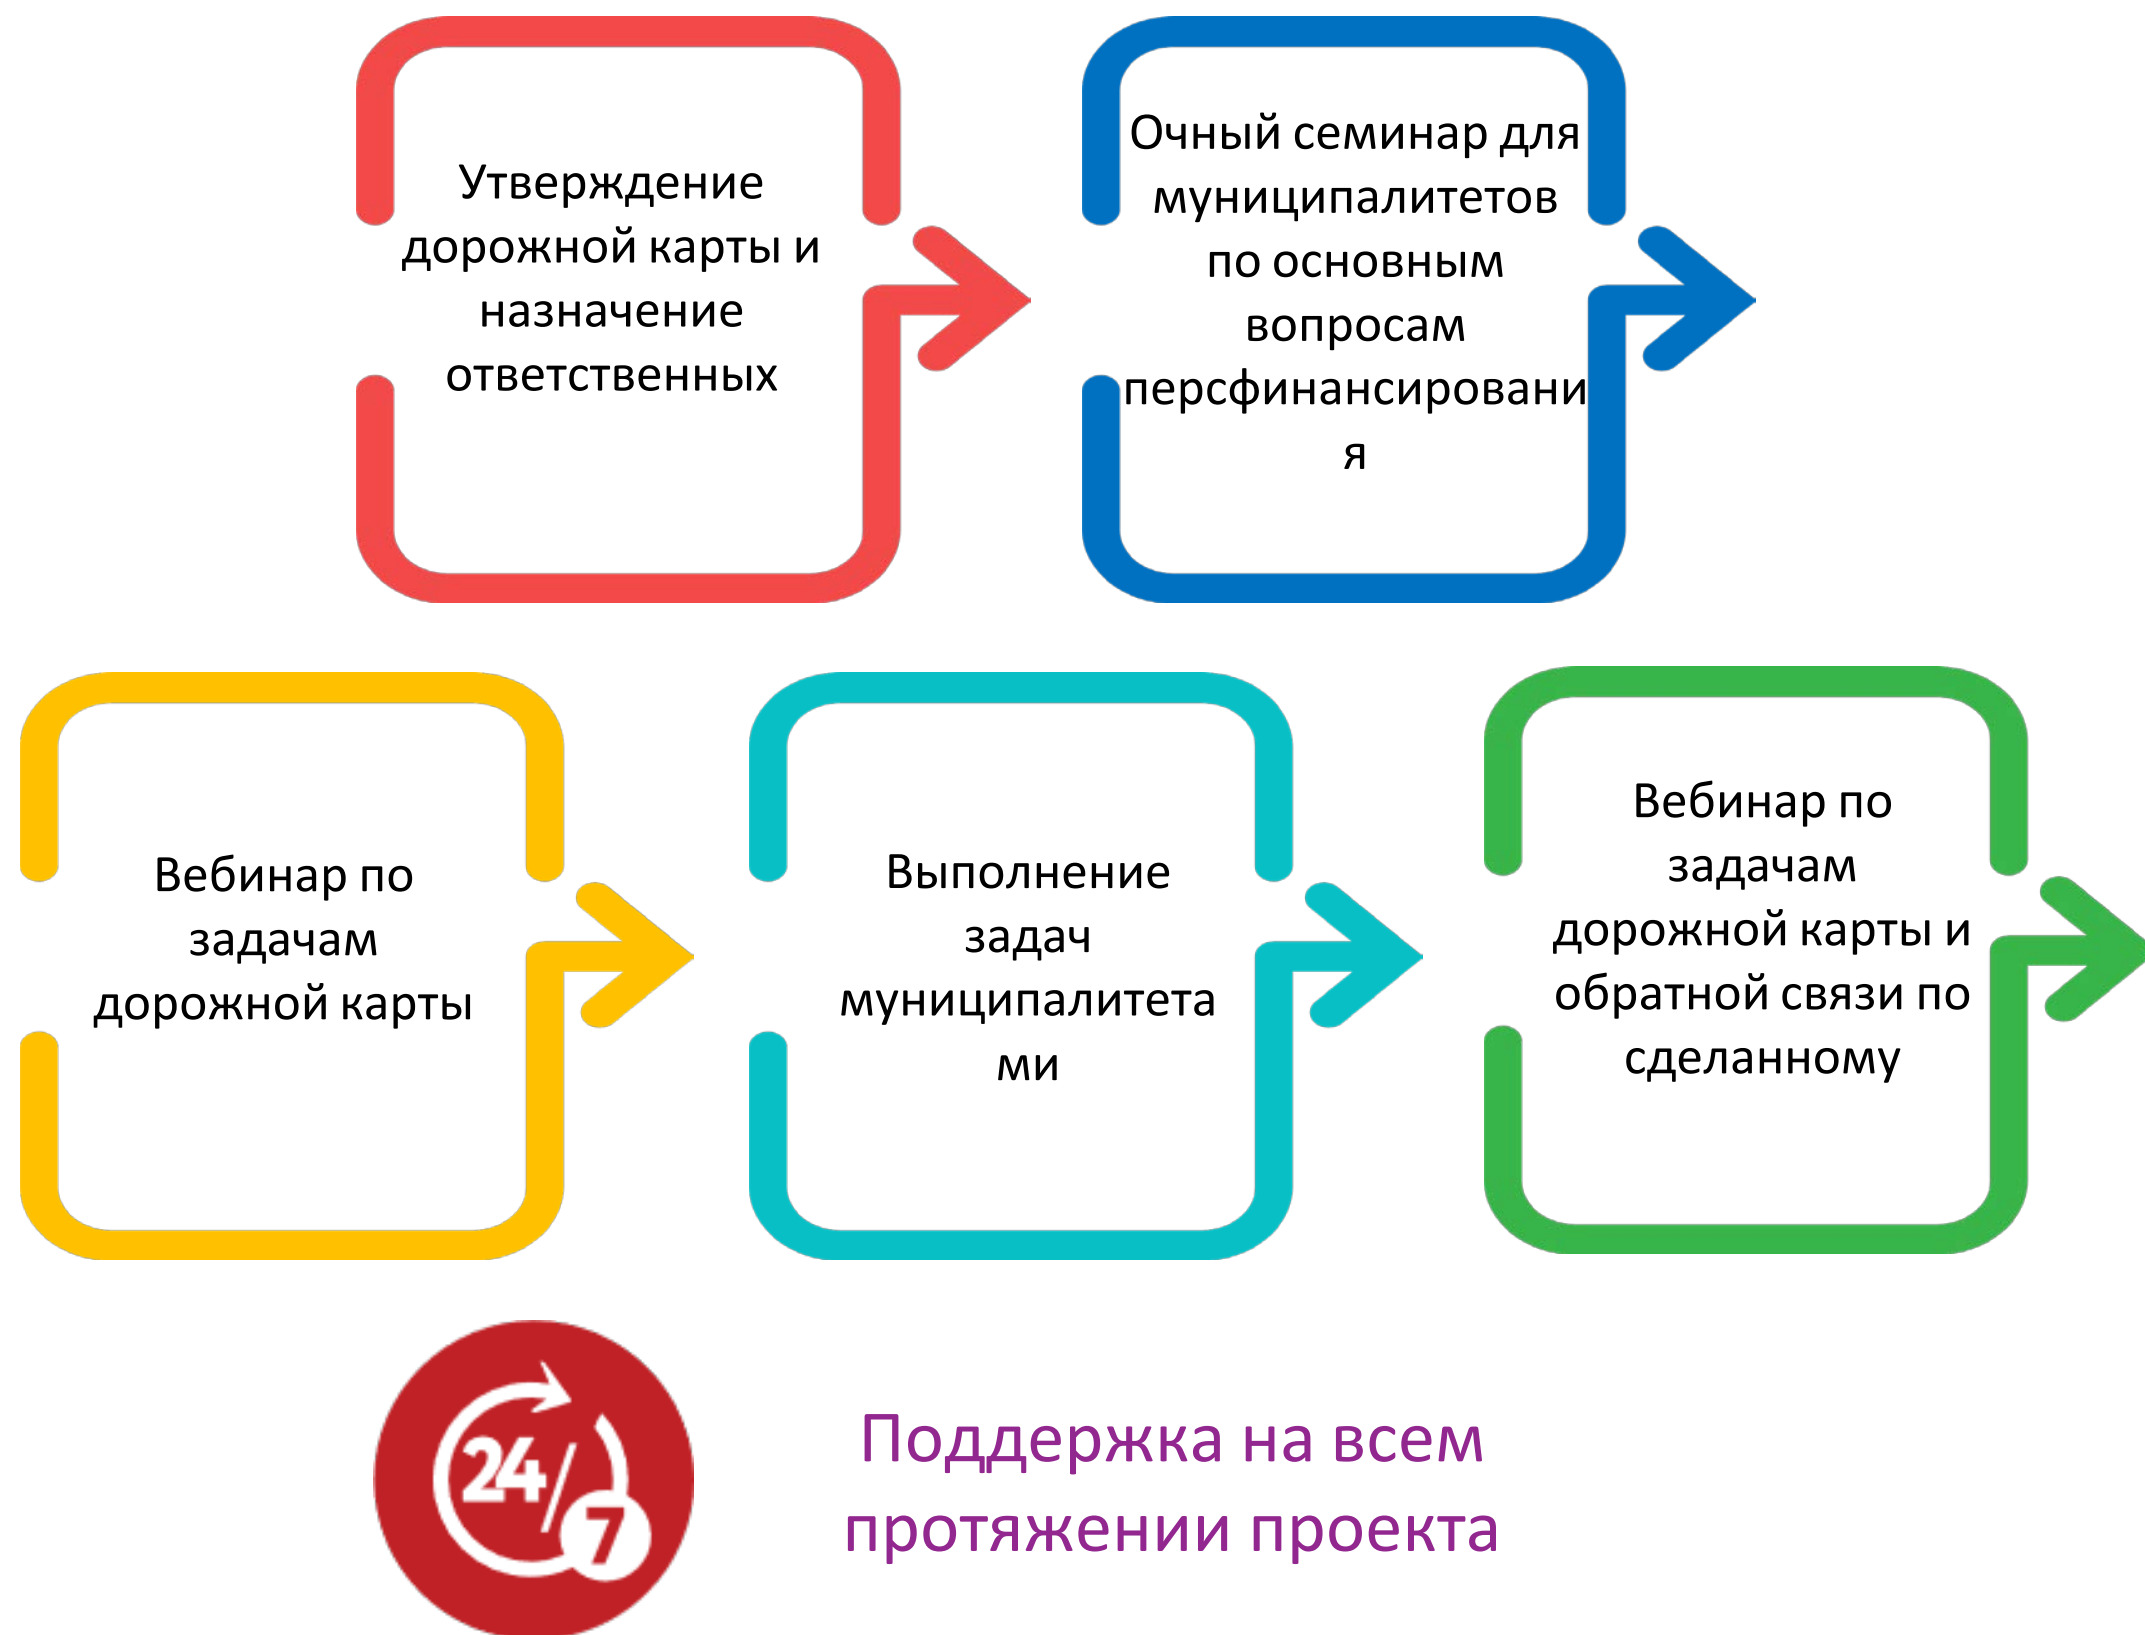 Утверждение
дорожной карты и
назначение
ответственных
Очный семинар для
муниципалитетов
по основным
вопросам
персфинансировани
я
Вебинар по
задачам
дорожной карты
Выполнение
задач
муниципалитета
ми
Вебинар по
задачам
дорожной карты и
обратной связи по
сделанному
24/7
Поддержка на всем
протяжении проекта